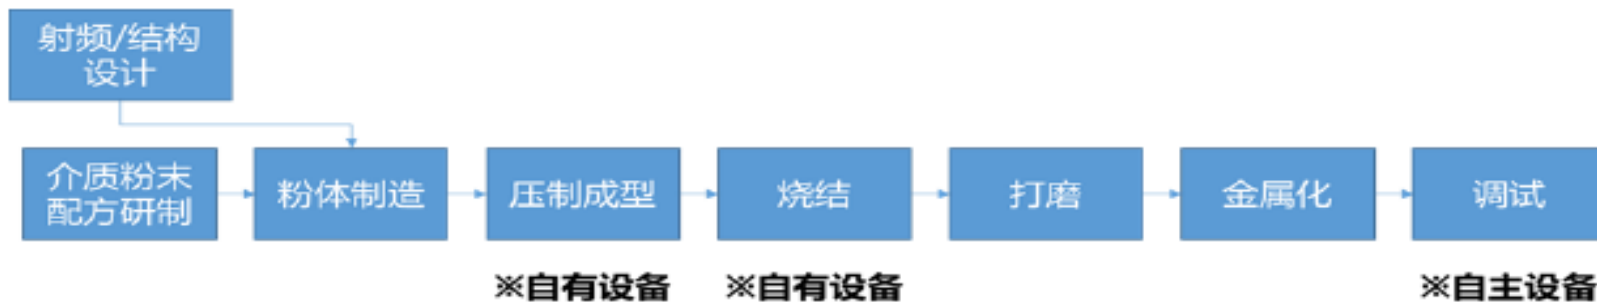 射频/结构
设计
介质粉末
配方研制
粉体制造
压制成型
烧结
打磨
金属化
调试
※自有设备
※自有设备
※自主设备